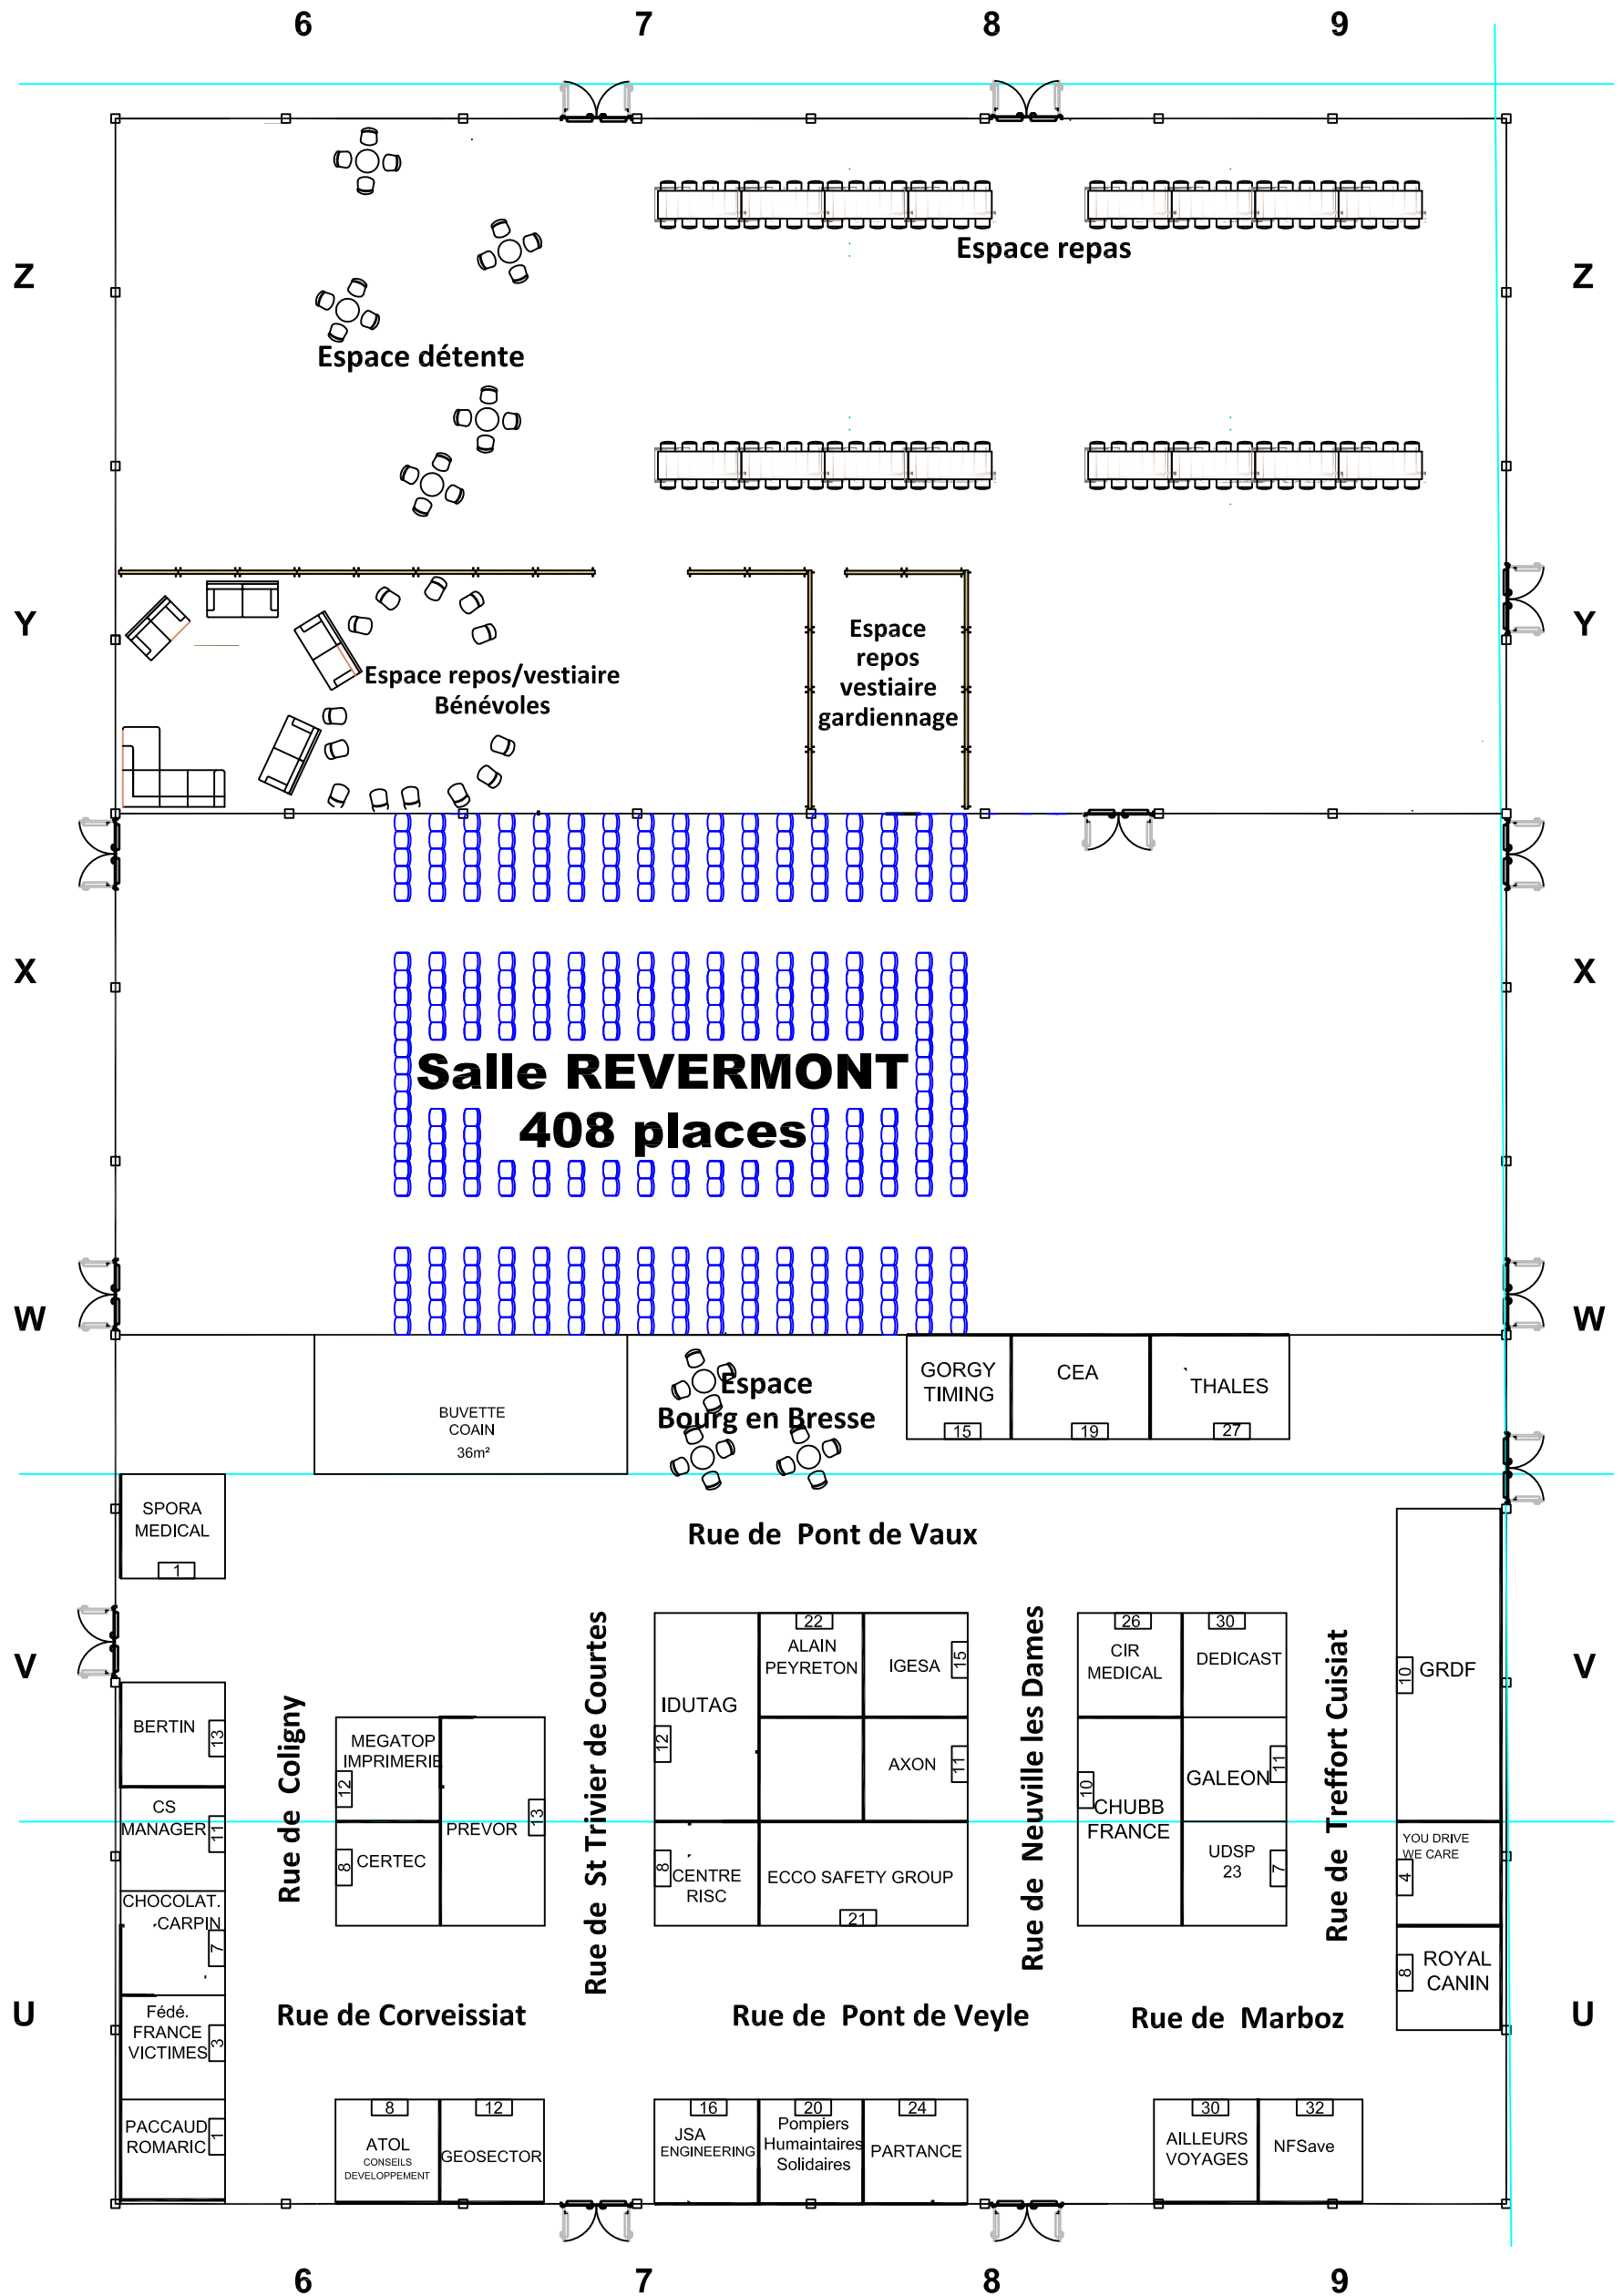 6 7 8 9
Espace repas
Z Z
Espace détente
Y Y
Espace
repos
vestiaire
gardiennage
Espace repos/vestiaire
Bénévoles
X X
Salle REVERMONT
408 places
W W
GORGY
TIMING
15
CEA
19
THALES
27
Espace
Bourg en Bresse
BUVETTE
COAIN
36m²
SPORA
MEDICAL
1
Rue de Pont de Vaux
Rue de Coligny
Rue de St Trivier de Courtes
Rue de Neuville les Dames
Rue de Treffort Cuisiat
V V
22
ALAIN
PEYRETON
IGESA
15
26
CIR
MEDICAL
30
DEDICAST
10
GRDF
IDUTAG
12
BERTIN
13
MEGATOP
IMPRIMERIE
12
AXON
11
GALEON
11
10
CHUBB
FRANCE
CS
MANAGER
11
PREVOR
13
8
CERTEC
8
CENTRE
RISC
ECCO SAFETY GROUP
21
UDSP
23
7
YOU DRIVE
WE CARE
4
CHOCOLAT.
CARPIN
7
8
ROYAL
CANIN
U U
Fédé.
FRANCE
VICTIMES
3
Rue de Corveissiat
Rue de Pont de Veyle
Rue de Marboz
PACCAUD
ROMARIC
1
8
ATOL
CONSEILS
DEVELOPPEMENT
12
GEOSECTOR
16
JSA
ENGINEERING
20
Pompiers
Humaintaires
Solidaires
24
PARTANCE
30
AILLEURS
VOYAGES
32
NFSave
6 7 8 9